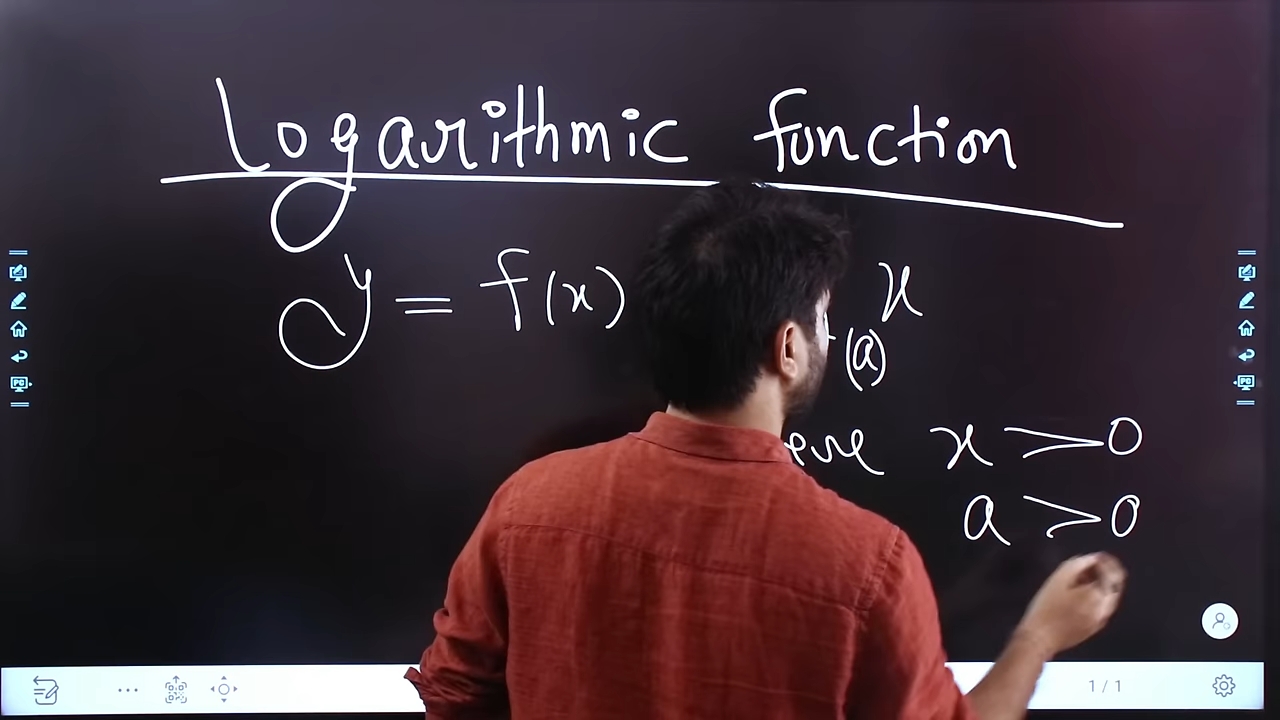 Logarithmic function
y = f(x) x
(a)
x > 0
a > 0
1 / 1